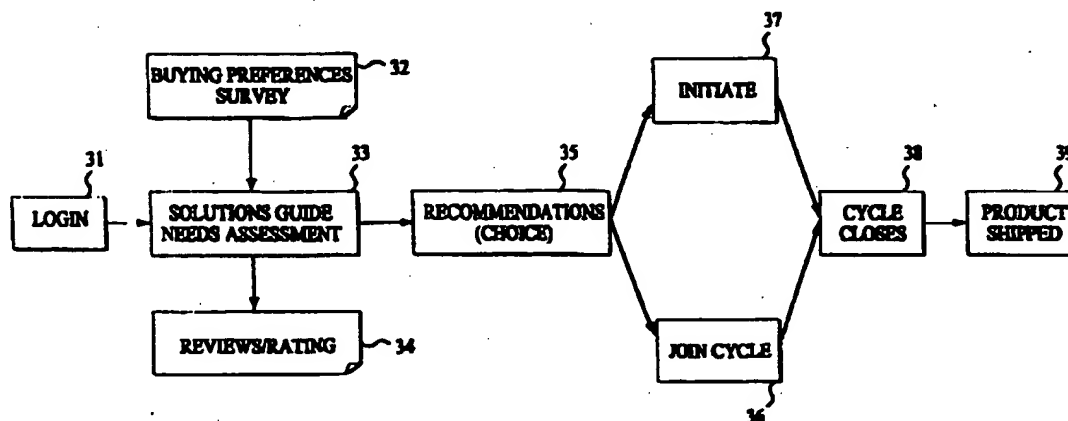 37
32
BUYING PREFERENCES
SURVEY
INITIATE
31
33
35
38
39
LOGIN
SOLUTIONS GUIDE
NEEDS ASSESSMENT
RECOMMENDATIONS
(CHOICE)
CYCLE
CLOSES
PRODUCT
SHIPPED
REVIEWS/RATING
34
JOIN CYCLE
36